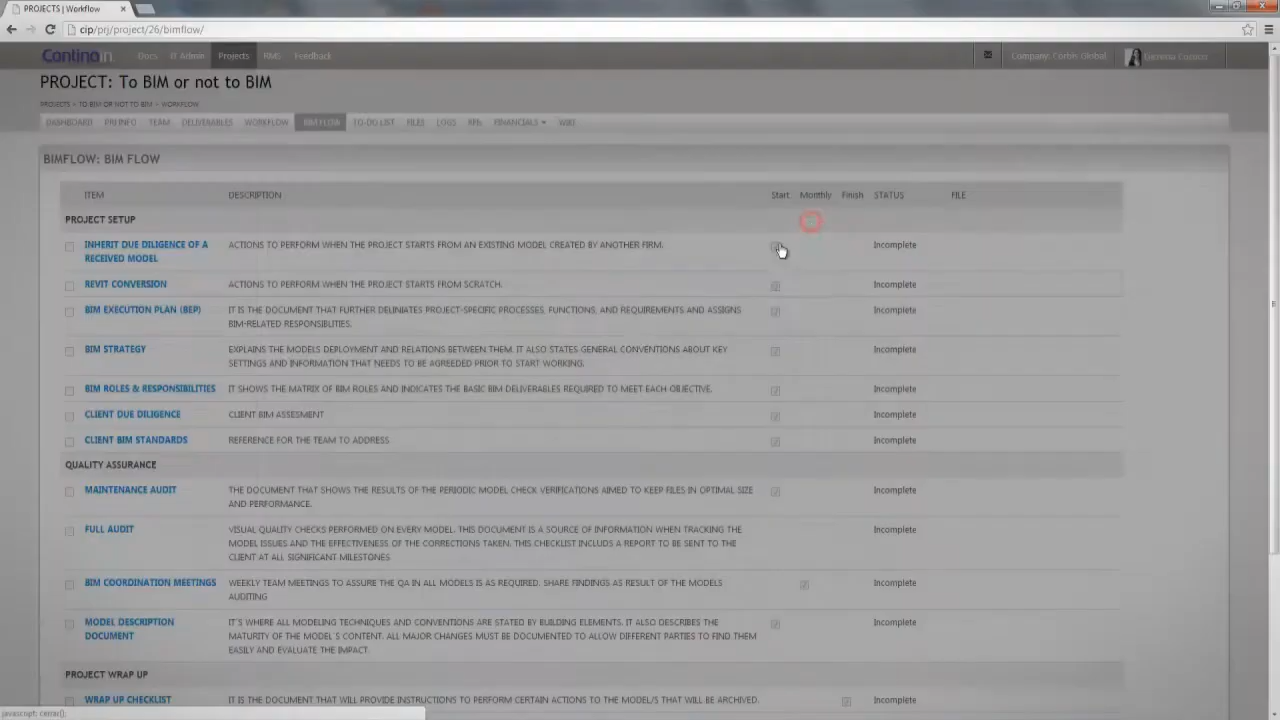 PROJECTS | Workflow
cip/prj/project/26/bimflow/
Docs IT Admin Projects RMS Feedback
Company: Corbis Global
PROJECT: To BIM or not to BIM
PROJECTS > TO BIM OR NOT TO BIM > WORKFLOW
DASHBOARD PRJ INFO TEAM DELIVERABLES WORKFLOW BIM FLOW TO-DO LIST FILES LOGS FINANCIALS WIKI
BIMFLOW: BIM FLOW
ITEM DESCRIPTION Start Monthly Finish STATUS FILE
PROJECT SETUP
INHERIT DUE DILIGENCE OF A RECEIVED MODEL ACTIONS TO PERFORM WHEN THE PROJECT STARTS FROM AN EXISTING MODEL CREATED BY ANOTHER FIRM. Incomplete
REVIT CONVERSION ACTIONS TO PERFORM WHEN THE PROJECT STARTS FROM SCRATCH. Incomplete
BIM EXECUTION PLAN (BEP) IT IS THE DOCUMENT THAT FURTHER DELINIATES PROJECT-SPECIFIC PROCESSES, FUNCTIONS, AND REQUIREMENTS AND ASSIGNS Incomplete
BIM-RELATED RESPONSIBLITIES.
BIM STRATEGY EXPLAINS THE MODELS DEPLOYMENT AND RELATIONS BETWEEN THEM. IT ALSO STATES GENERAL CONVENTIONS ABOUT KEY Incomplete
SETTINGS AND INFORMATION THAT NEEDS TO BE AGREEED PRIOR TO START WORKING.
BIM ROLES & RESPONSIBILITIES IT SHOWS THE MATRIX OF BIM ROLES AND INDICATES THE BASIC BIM DELIVERABLES REQUIRED TO MEET EACH OBJECTIVE. Incomplete
CLIENT DUE DILIGENCE CLIENT BIM ASSESMENT Incomplete
CLIENT BIM STANDARDS REFERENCE FOR THE TEAM TO ADDRESS Incomplete
QUALITY ASSURANCE
MAINTENANCE AUDIT THE DOCUMENT THAT SHOWS THE RESULTS OF THE PERIODIC MODEL CHECK VERIFICATIONS AIMED TO KEEP FILES IN OPTIMAL SIZE Incomplete
AND PERFORMANCE.
FULL AUDIT VISUAL QUALITY CHECKS PERFORMED ON EVERY MODEL. THIS DOCUMENT IS A SOURCE OF INFORMATION WHEN TRACKING THE Incomplete
MODEL ISSUES AND THE EFFECTIVENESS OF THE CORRECTIONS TAKEN. THIS CHECKLIST INCLUDE A REPORT TO BE SENT TO THE
CLIENT AT ALL SIGNIFICANT MILESTONES
BIM COORDINATION MEETINGS WEEKLY TEAM MEETINGS TO ASSURE THE QA IN ALL MODELS IS AS REQUIRED. SHARE FINDINGS AS RESULT OF THE MODELS Incomplete
AUDITING
MODEL DESCRIPTION DOCUMENT IT'S WHERE ALL MODELING TECHNIQUES AND CONVENTIONS ARE STATED BY BUILDING ELEMENTS. IT ALSO DESCRIBES THE Incomplete
MATURITY OF THE MODEL'S CONTENT. ALL MAJOR CHANGES MUST BE DOCUMENTED TO ALLOW DIFFERENT PARTIES TO FIND THEM
EASILY AND EVALUATE THE IMPACT.
PROJECT WRAP UP
WRAP UP CHECKLIST IT IS THE DOCUMENT THAT WILL PROVIDE INSTRUCTIONS TO PERFORM CERTAIN ACTIONS TO THE MODEL/S THAT WILL BE ARCHIVED. Incomplete